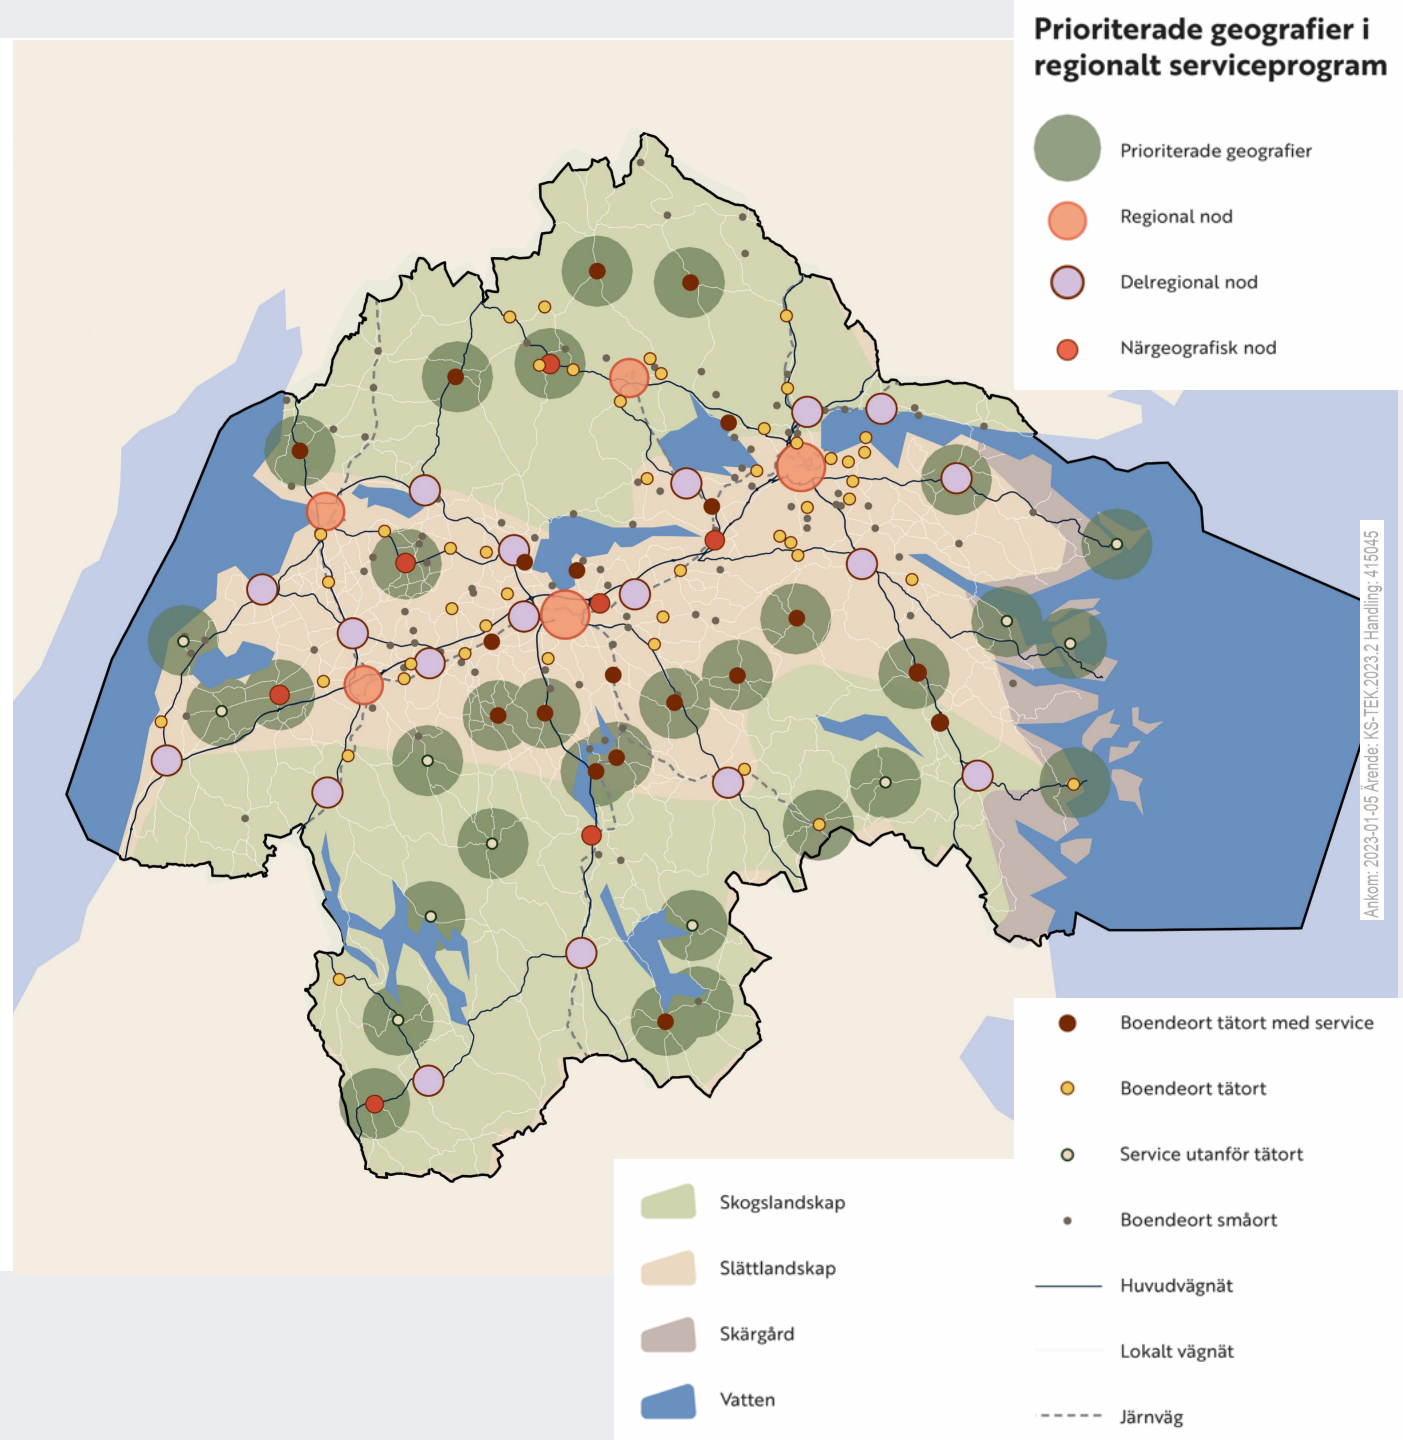 Prioriterade geografier i
regionalt serviceprogram
Prioriterade geografier
Regional nod
Delregional nod
Närgeografisk nod
Ankom: 2023-01-05 Ärende: KS-TEK.2023.2 Handling: 415045
Boendeort tätort med service
Boendeort tätort
Service utanför tätort
Boendeort småort
Huvudvägnät
Lokalt vägnät
Järnväg
Skogslandskap
Slättlandskap
Skärgård
Vatten